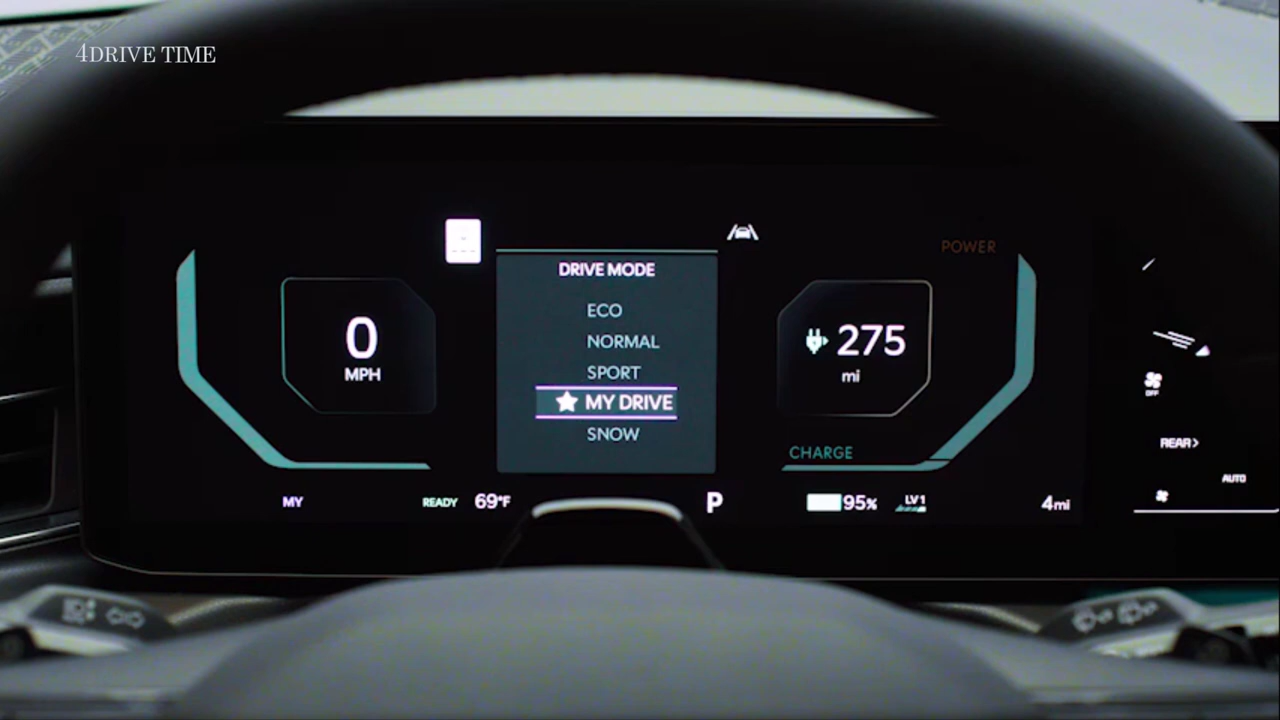 4DRIVE TIME
POWER
DRIVE MODE
ECO
NORMAL
SPORT
MY DRIVE
SNOW
0
MPH
275
mi
CHARGE
OFF
REAR>
AUTO
MY
READY
69°F
P
95%
LV1
4mi